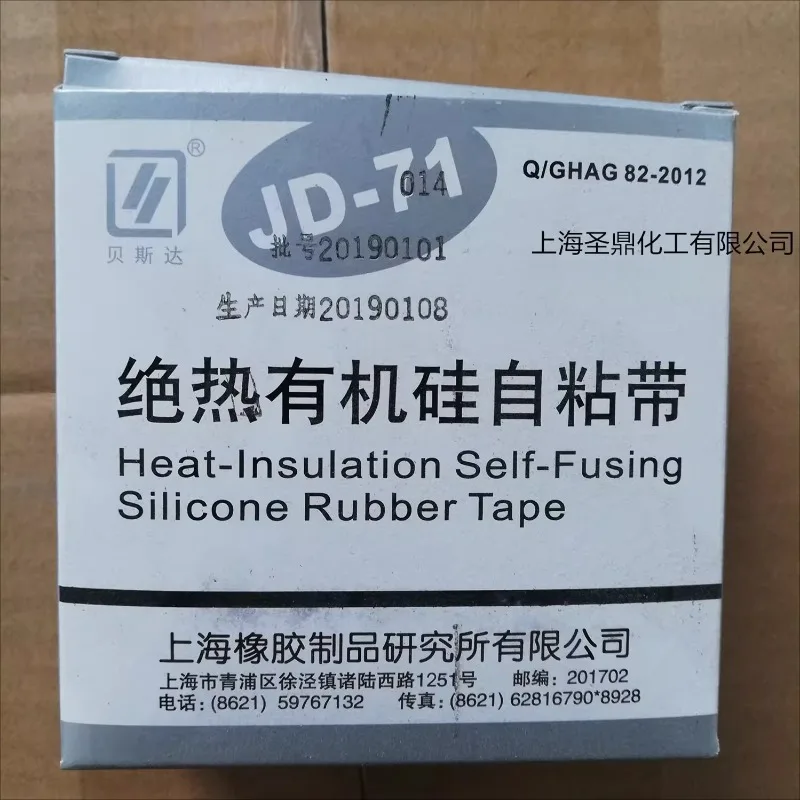 JD-71
Q/GHAG 82-2012
®
贝斯达
014
批号20190101
上海圣鼎化工有限公司
生产日期20190108
绝热有机硅自粘带
Heat-Insulation Self-Fusing
Silicone Rubber Tape
上海橡胶制品研究所有限公司
上海市青浦区徐泾镇诸陆西路1251号 邮编: 201702
电话: (8621) 59767132 传真: (8621) 62816790*8928